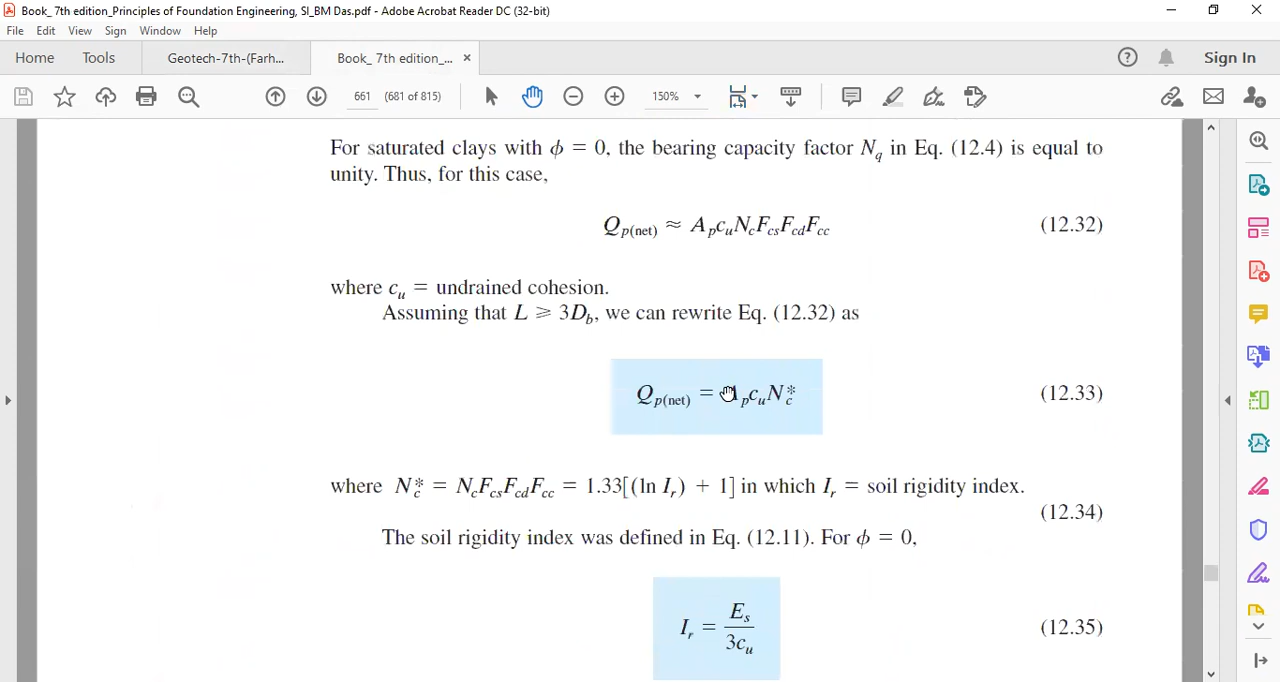 Book_ 7th edition_Principles of Foundation Engineering, SI_BM Das.pdf - Adobe Acrobat Reader DC (32-bit)
File Edit View Sign Window Help
Home Tools Geotech-7th-(Farh... Book_ 7th edition_... × Sign In
661 (681 of 815) 150%
For saturated clays with ϕ = 0, the bearing capacity factor N_q in Eq. (12.4) is equal to
unity. Thus, for this case,
Q_p(net) ≈ A_p c_u N_c F_cs F_cd F_cc (12.32)
where c_u = undrained cohesion.
Assuming that L ≥ 3D_b, we can rewrite Eq. (12.32) as
Q_p(net) = A_p c_u N_c^* (12.33)
where N_c^* = N_c F_cs F_cd F_cc = 1.33[(ln I_r) + 1] in which I_r = soil rigidity index.
(12.34)
The soil rigidity index was defined in Eq. (12.11). For ϕ = 0,
I_r = E_s / 3c_u (12.35)